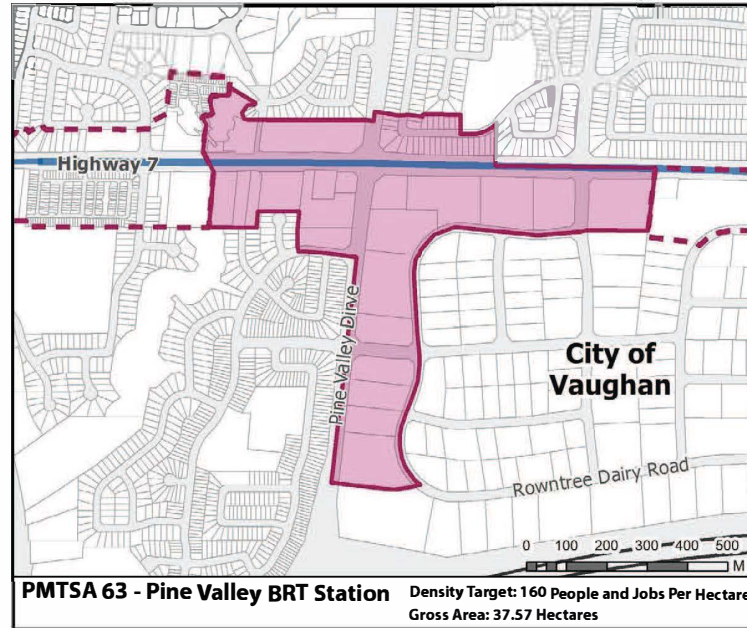 Highway 7
Pine Valley Dirve
City of
Vaughan
Rowntree Dairy Road
0 100 200 300 400 500
M
PMTSA 63 - Pine Valley BRT Station
Density Target: 160 People and Jobs Per Hectare
Gross Area: 37.57 Hectares